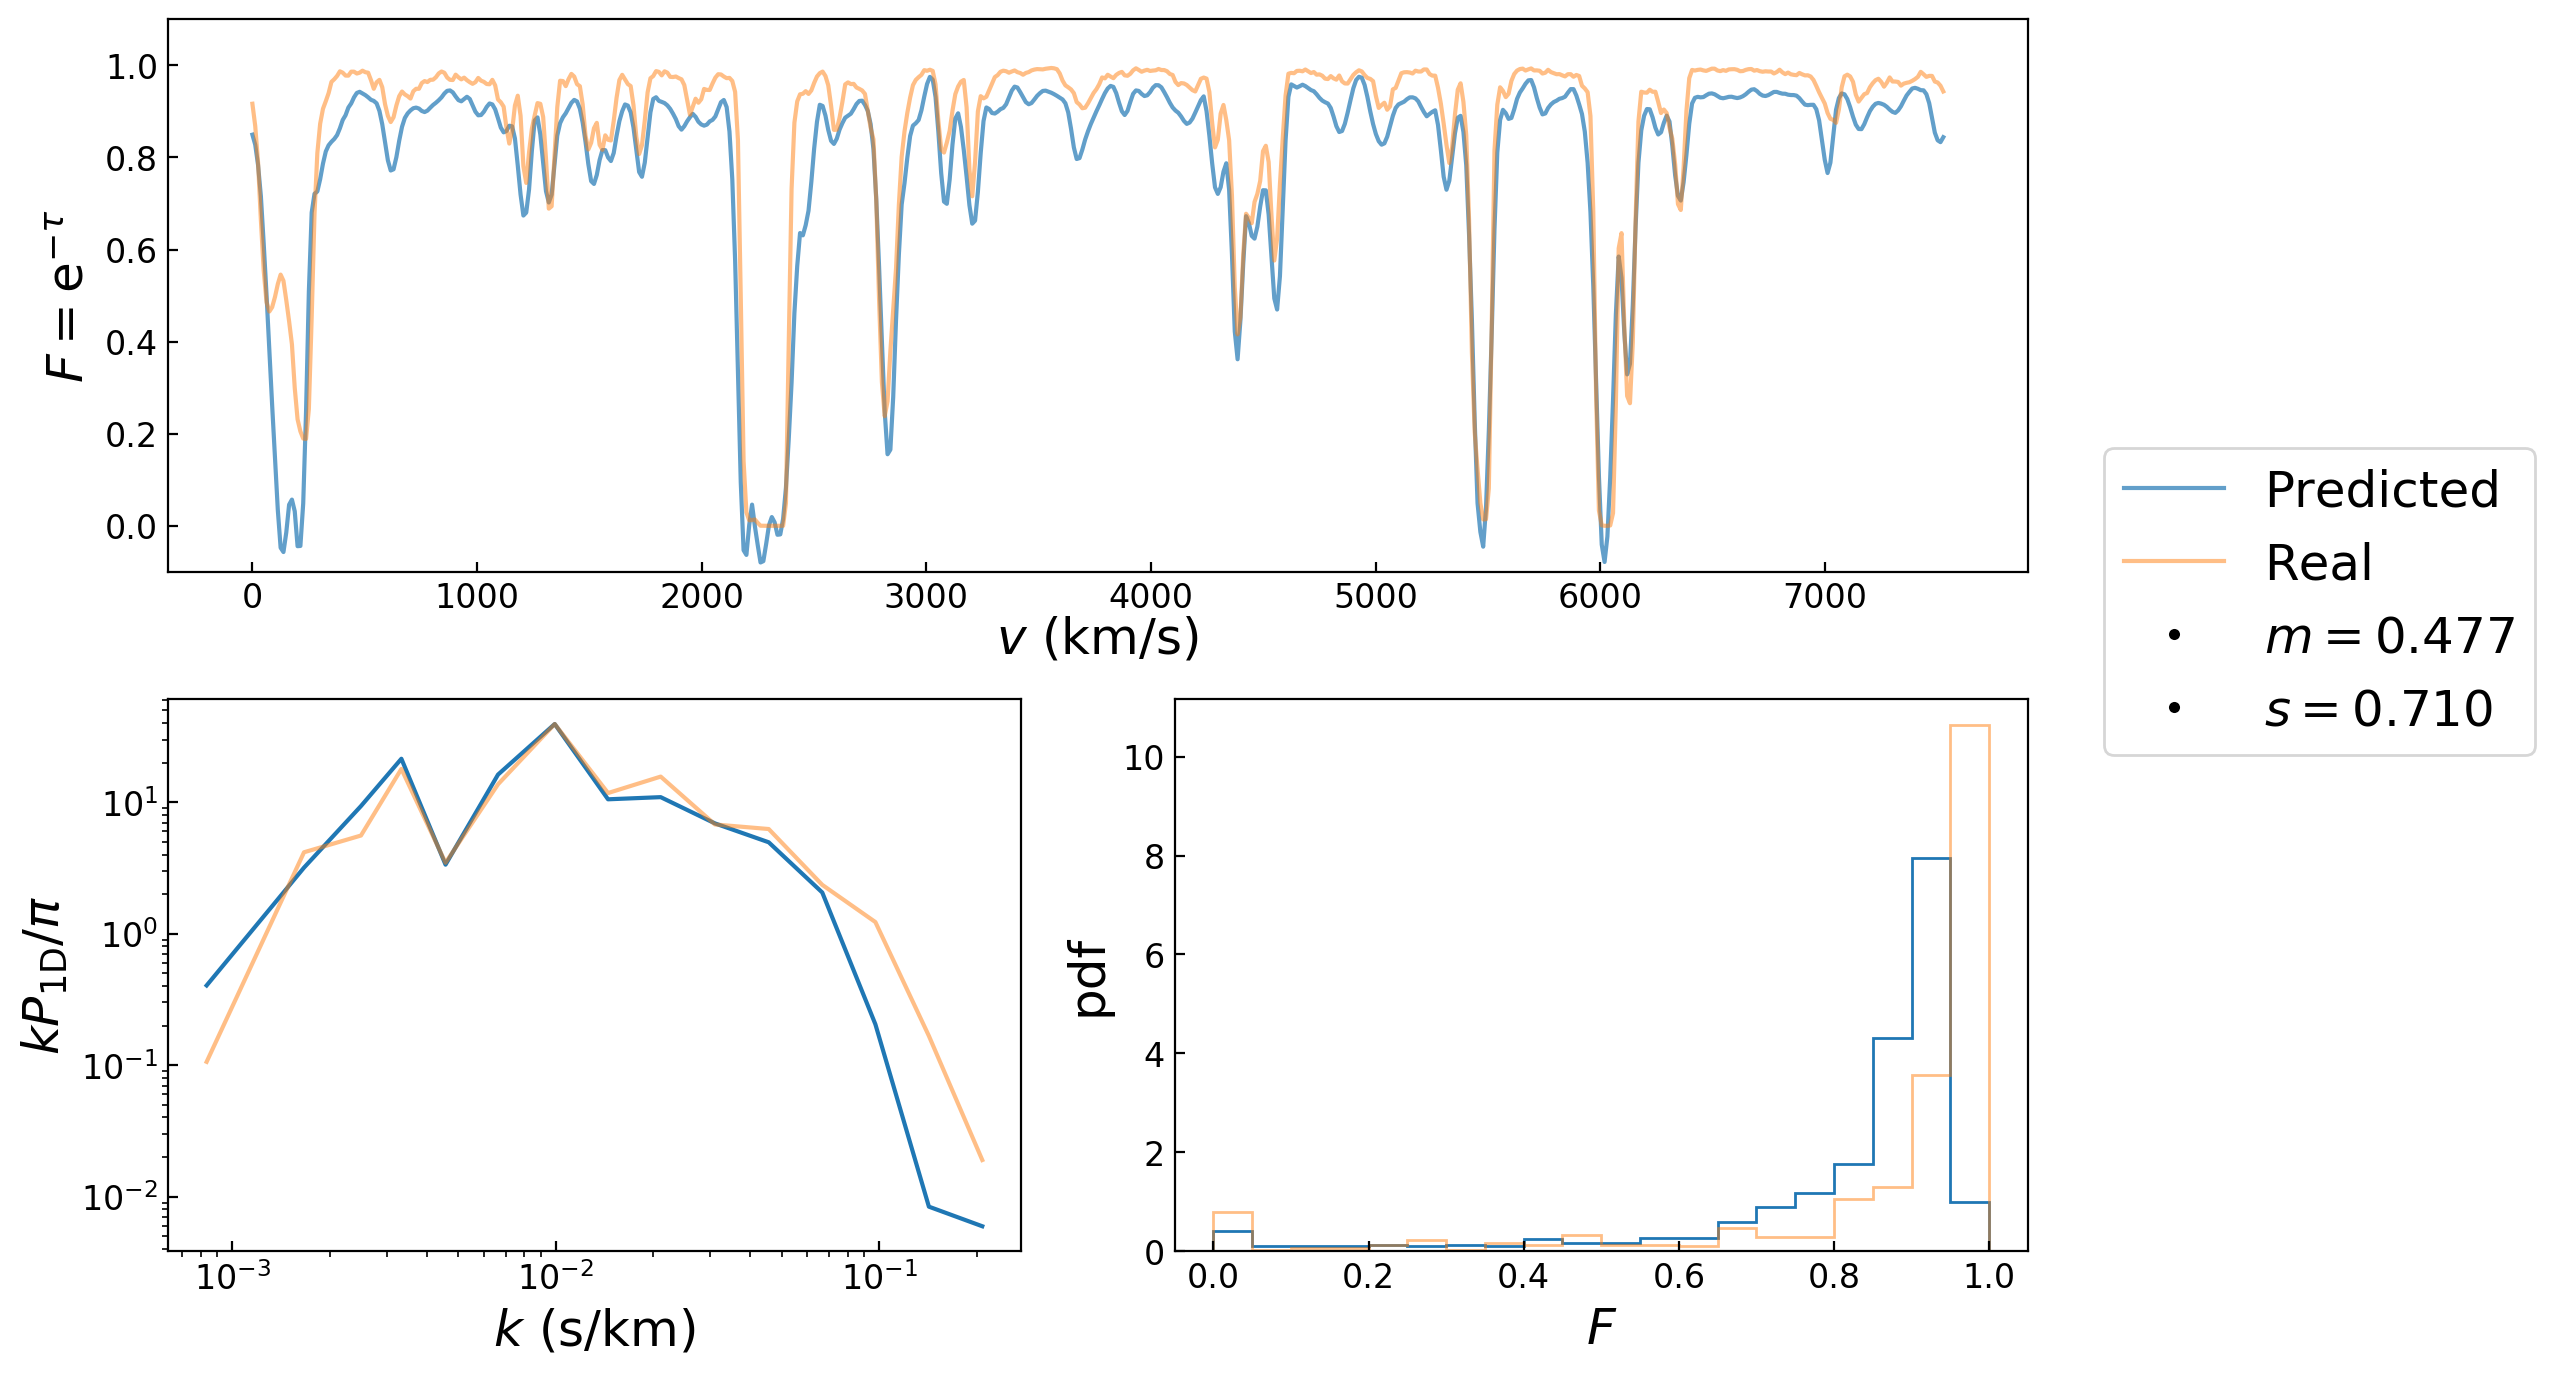 1.0
0.8
0.6
0.4
0.2
0.0
F = e^{−τ}
0 1000 2000 3000 4000 5000 6000 7000
v (km/s)
Predicted
Real
m = 0.477
s = 0.710
10^1
10^0
10^{−1}
10^{−2}
kP_{1D}/π
10^{−3} 10^{−2} 10^{−1}
k (s/km)
10
8
6
4
2
0
pdf
0.0 0.2 0.4 0.6 0.8 1.0
F